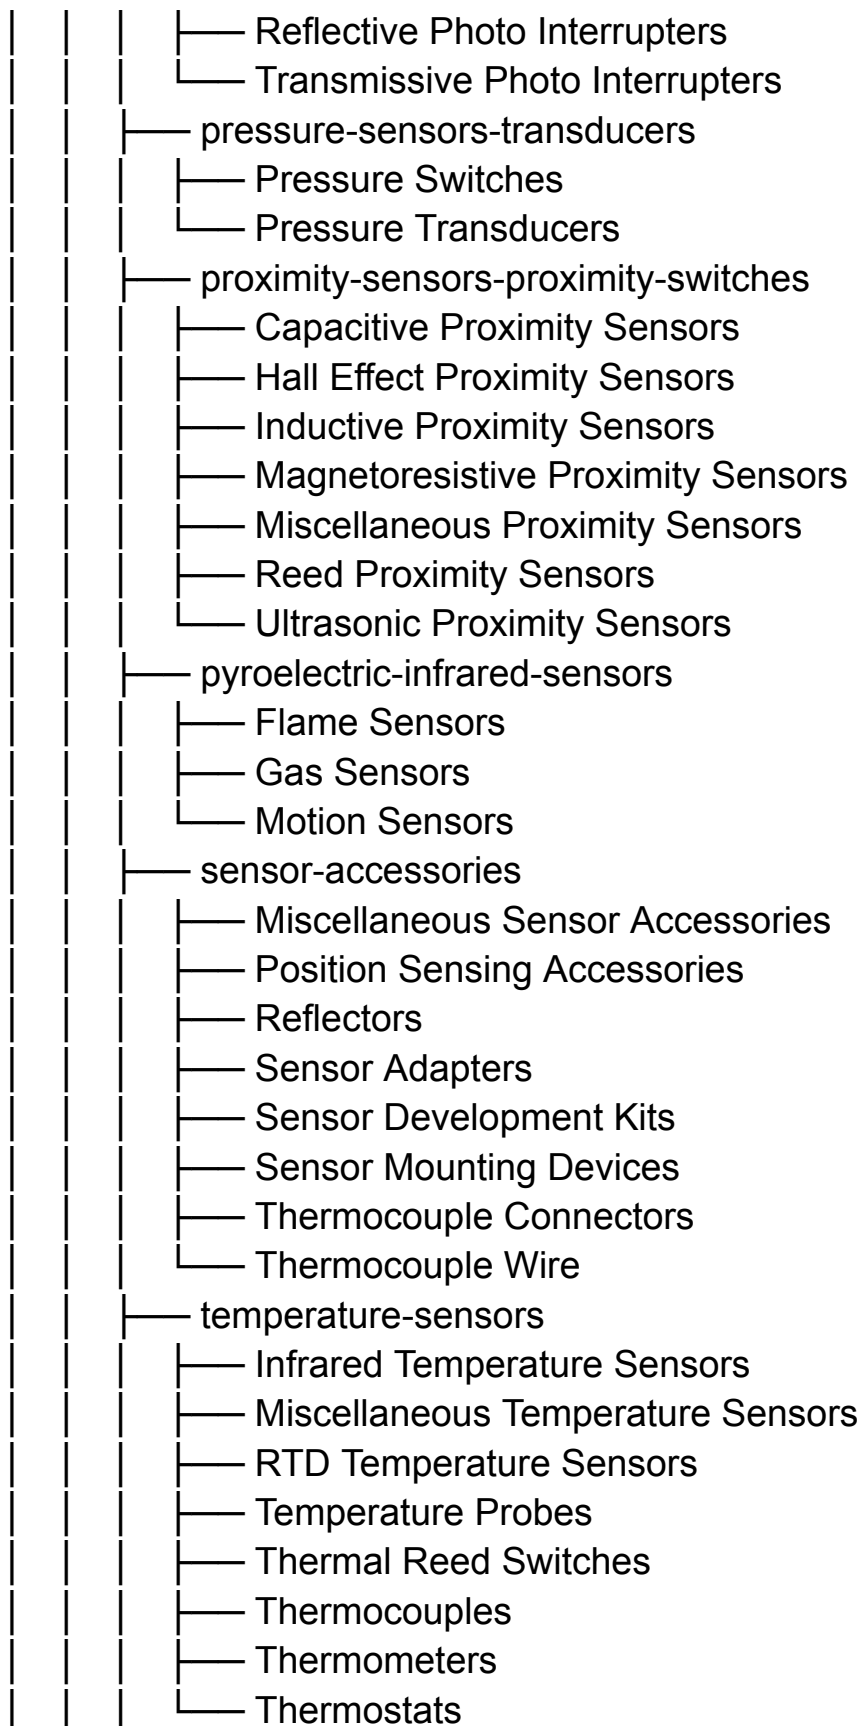 │ │ │ ├── Reflective Photo Interrupters
│ │ │ └── Transmissive Photo Interrupters
│ │ ├── pressure-sensors-transducers
│ │ │ ├── Pressure Switches
│ │ │ └── Pressure Transducers
│ │ ├── proximity-sensors-proximity-switches
│ │ │ ├── Capacitive Proximity Sensors
│ │ │ ├── Hall Effect Proximity Sensors
│ │ │ ├── Inductive Proximity Sensors
│ │ │ ├── Magnetoresistive Proximity Sensors
│ │ │ ├── Miscellaneous Proximity Sensors
│ │ │ ├── Reed Proximity Sensors
│ │ │ └── Ultrasonic Proximity Sensors
│ │ ├── pyroelectric-infrared-sensors
│ │ │ ├── Flame Sensors
│ │ │ ├── Gas Sensors
│ │ │ └── Motion Sensors
│ │ ├── sensor-accessories
│ │ │ ├── Miscellaneous Sensor Accessories
│ │ │ ├── Position Sensing Accessories
│ │ │ ├── Reflectors
│ │ │ ├── Sensor Adapters
│ │ │ ├── Sensor Development Kits
│ │ │ ├── Sensor Mounting Devices
│ │ │ ├── Thermocouple Connectors
│ │ │ └── Thermocouple Wire
│ │ ├── temperature-sensors
│ │ │ ├── Infrared Temperature Sensors
│ │ │ ├── Miscellaneous Temperature Sensors
│ │ │ ├── RTD Temperature Sensors
│ │ │ ├── Temperature Probes
│ │ │ ├── Thermal Reed Switches
│ │ │ ├── Thermocouples
│ │ │ ├── Thermometers
│ │ │ └── Thermostats